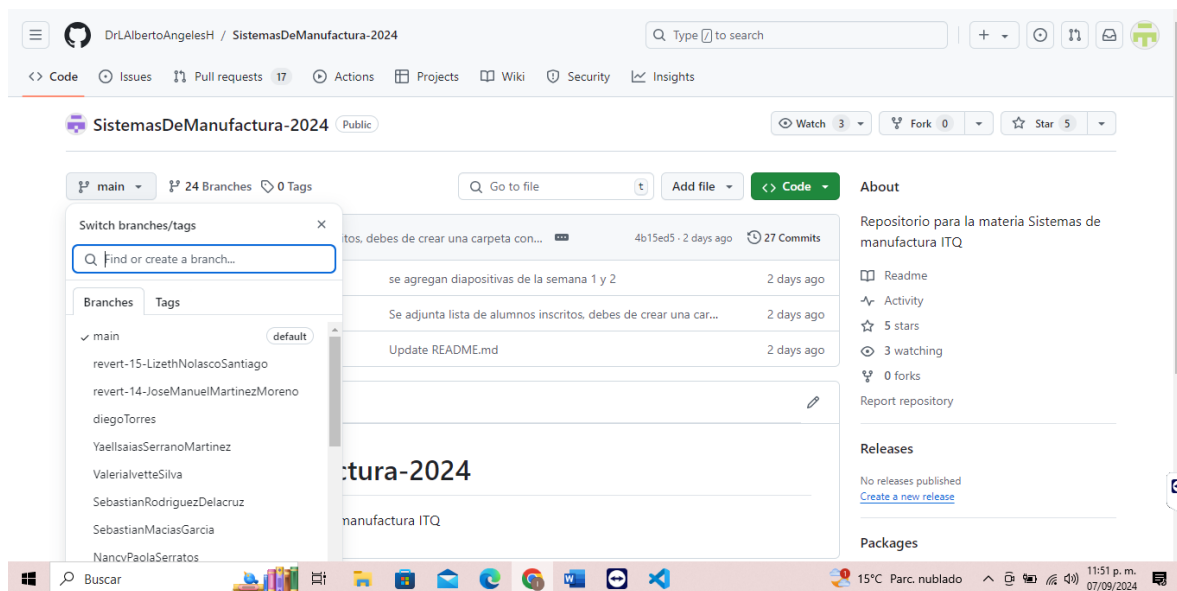 DrLAlbertoAngelesH / SistemasDeManufactura-2024
Type / to search
Code
Issues
Pull requests 17
Actions
Projects
Wiki
Security
Insights
SistemasDeManufactura-2024 Public
Watch 3
Fork 0
Star 5
main
24 Branches
0 Tags
Go to file t
Add file
Code
Switch branches/tags
Find or create a branch...
Branches
Tags
main default
revert-15-LizethNolascoSantiago
revert-14-JoseManuelMartinezMoreno
diegoTorres
YaelIsaiasSerranoMartinez
ValeriaIvetteSilva
SebastianRodriguezDelacruz
SebastianMaciasGarcia
NancyPaolaSerratos
itos, debes de crear una carpeta con... 4b15ed5 · 2 days ago 27 Commits
se agregan diapositivas de la semana 1 y 2 2 days ago
Se adjunta lista de alumnos inscritos, debes de crear una car... 2 days ago
Update README.md 2 days ago
ctura-2024
manufactura ITQ
About
Repositorio para la materia Sistemas de
manufactura ITQ
Readme
Activity
5 stars
3 watching
0 forks
Report repository
Releases
No releases published
Create a new release
Packages
Buscar
15°C Parc. nublado
11:51 p. m.
07/09/2024